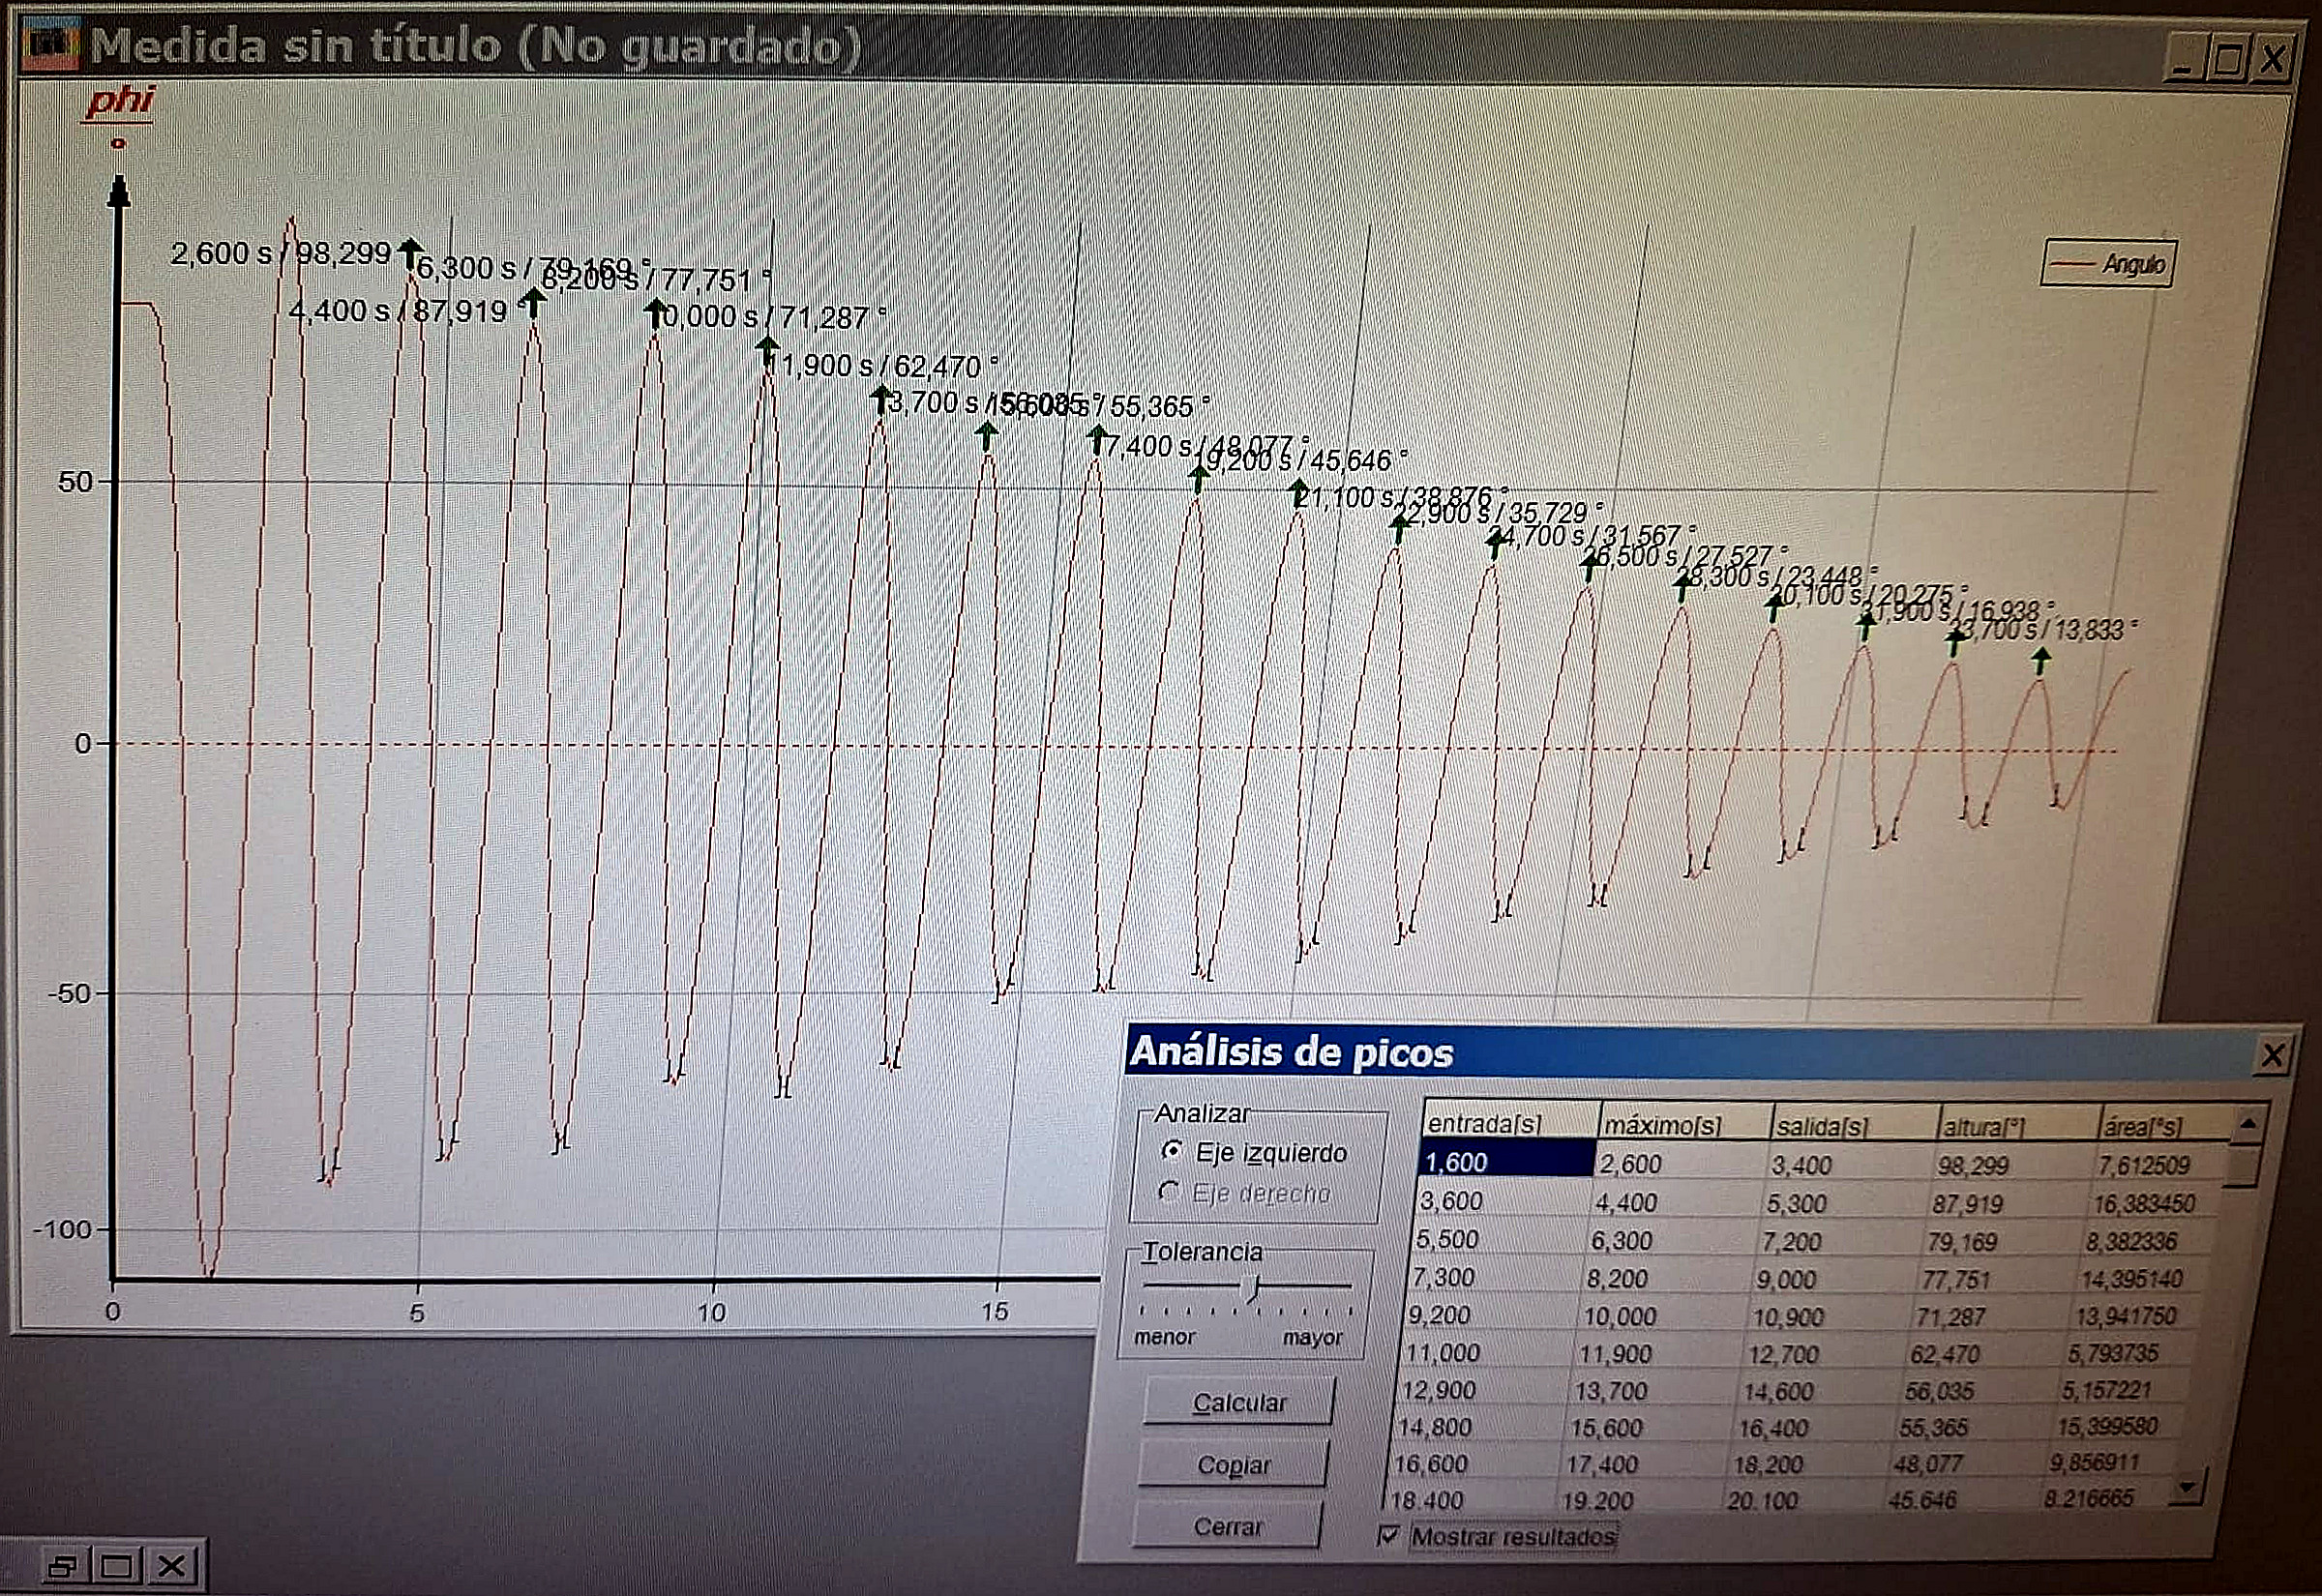 Medida sin título (No guardado)
phi
°
Angulo
2,600 s / 98,299
6,300 s / 79,169 °
8,200 s / 77,751 °
4,400 s / 87,919 °
0,000 s / 71,287 °
11,900 s / 62,470 °
3,700 s / 56,035 °
15,600 s / 55,365 °
7,400 s / 48,077 °
19,200 s / 45,646 °
21,100 s / 38,876 °
22,900 s / 35,729 °
24,700 s / 31,567 °
26,500 s / 27,527 °
28,300 s / 23,448 °
30,100 s / 20,275 °
31,900 s / 16,938 °
33,700 s / 13,833 °
50
0
-50
-100
0 5 10 15
Análisis de picos
Analizar
Eje izquierdo
Eje derecho
Tolerancia
menor mayor
Calcular
Copiar
Cerrar
entrada[s] máximo[s] salida[s] altura[°] área[°s]
1,600 2,600 3,400 98,299 7,612509
3,600 4,400 5,300 87,919 16,383450
5,500 6,300 7,200 79,169 8,382336
7,300 8,200 9,000 77,751 14,395140
9,200 10,000 10,900 71,287 13,941750
11,000 11,900 12,700 62,470 5,793735
12,900 13,700 14,600 56,035 5,157221
14,800 15,600 16,400 55,365 15,399580
16,600 17,400 18,200 48,077 9,856911
18,400 19,200 20,100 45,646 8,216665
Mostrar resultados